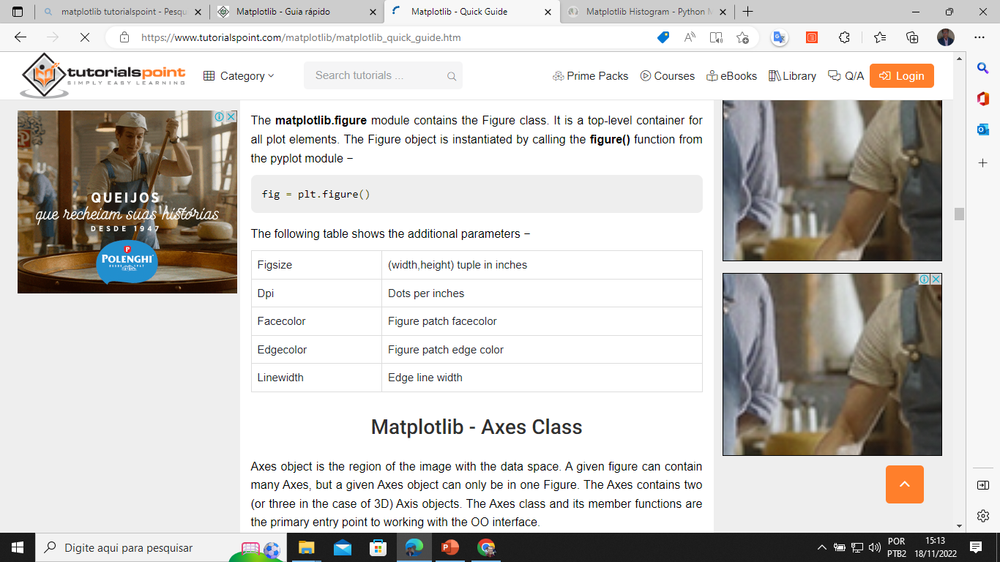 matplotlib tutorialspoint - Pesqu
Matplotlib - Guia rápido
Matplotlib - Quick Guide
Matplotlib Histogram - Python M
https://www.tutorialspoint.com/matplotlib/matplotlib_quick_guide.htm
tutorialspoint
SIMPLY EASY LEARNING
Category
Search tutorials ...
Prime Packs
Courses
eBooks
Library
Q/A
Login
QUEIJOS
que recheiam suas histórias
DESDE 1947
P
POLENGHI
The matplotlib.figure module contains the Figure class. It is a top-level container for
all plot elements. The Figure object is instantiated by calling the figure() function from
the pyplot module −
fig = plt.figure()
The following table shows the additional parameters −
Figsize (width,height) tuple in inches
Dpi Dots per inches
Facecolor Figure patch facecolor
Edgecolor Figure patch edge color
Linewidth Edge line width
Matplotlib - Axes Class
Axes object is the region of the image with the data space. A given figure can contain
many Axes, but a given Axes object can only be in one Figure. The Axes contains two
(or three in the case of 3D) Axis objects. The Axes class and its member functions are
the primary entry point to working with the OO interface.
Digite aqui para pesquisar
POR
PTB2
15:13
18/11/2022